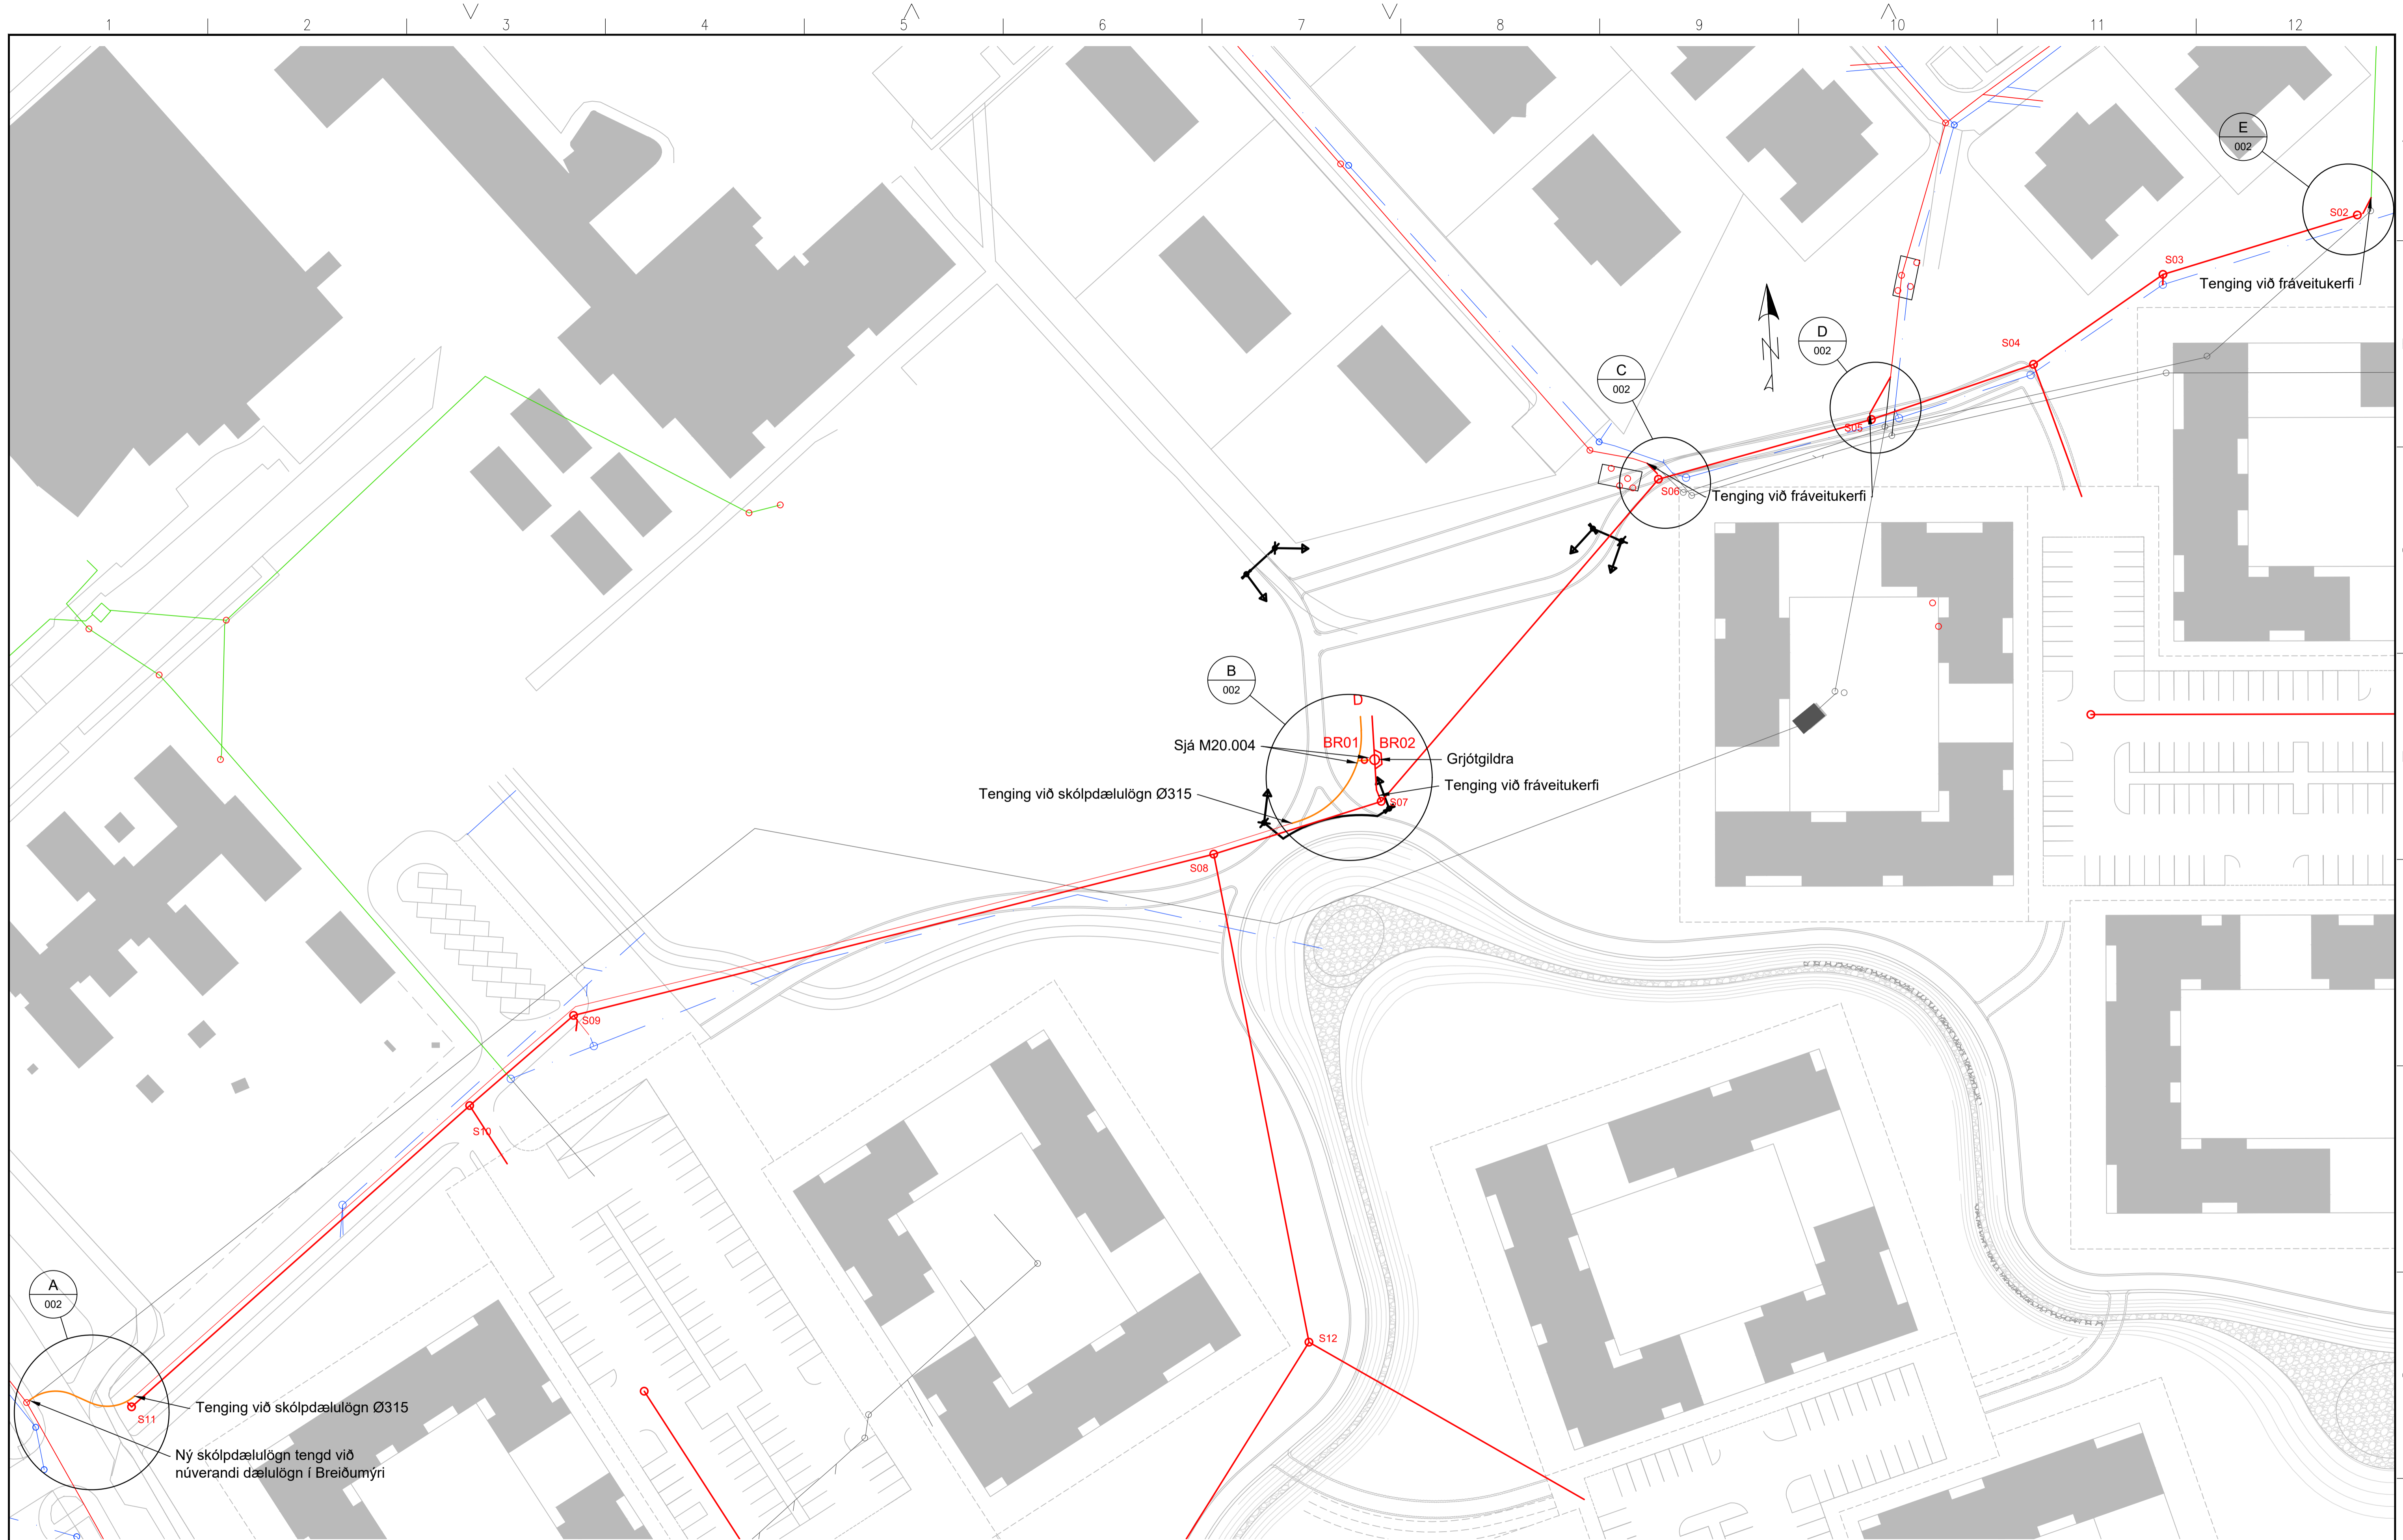 1 2 3 4 5 6 7 8 9 10 11 12
E
002
S02
S03
Tenging við fráveitukerfi
N
D
002
S04
C
002
S05
S06
Tenging við fráveitukerfi
B
002
D
BR01 BR02
Sjá M20.004
Grjótgildra
Tenging við fráveitukerfi
Tenging við skólpdælulögn Ø315
S07
S08
S09
S10
A
002
S12
Tenging við skólpdælulögn Ø315
S11
Ný skólpdælulögn tengd við
núverandi dælulögn í Breiðumýri